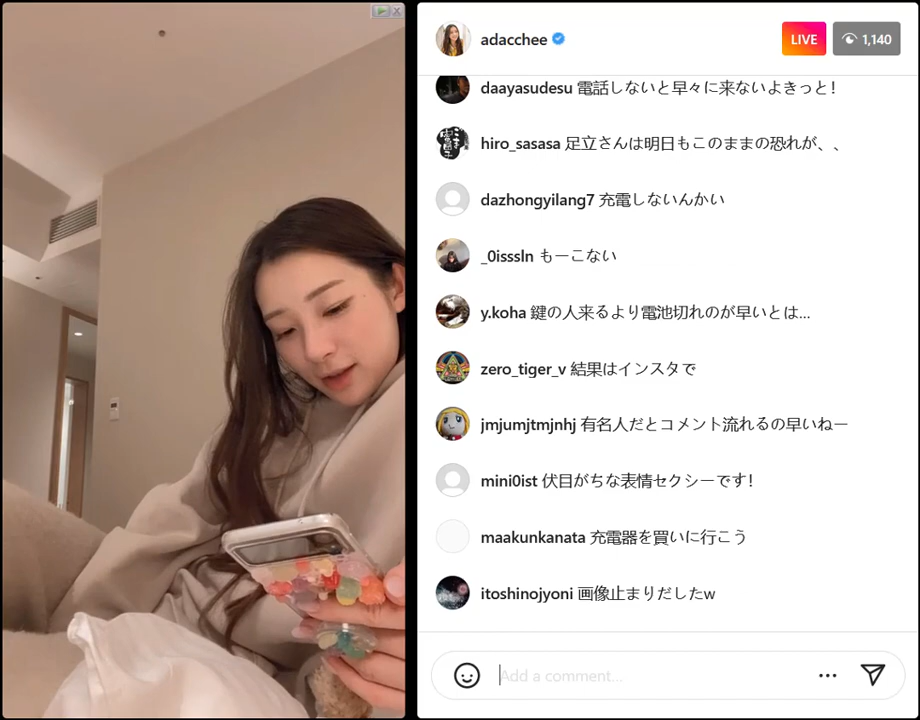 adacchee
LIVE
1,140
daayasudesu 電話しないと早々に来ないよきっと!
hiro_sasasa 足立さんは明日もこのままの恐れが、、
dazhongyilang7 充電しないんかい
_0isssln もーこない
y.koha 鍵の人来るより電池切れのが早いとは...
zero_tiger_v 結果はインスタで
jmjumjtmjnhj 有名人だとコメント流れるの早いねー
mini0ist 伏目がちな表情セクシーです!
maakunkanata 充電器を買いに行こう
itoshinojyoni 画像止まりだしたw
Add a comment...